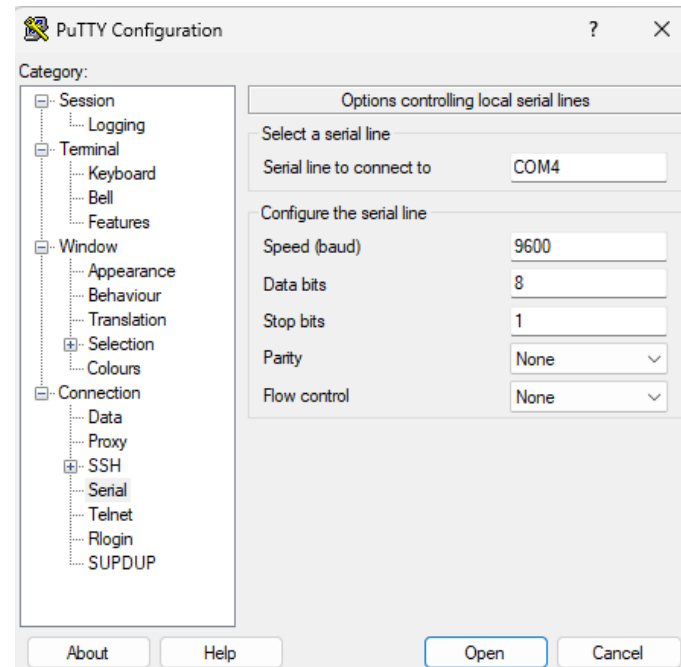 PuTTY Configuration
?
Category:
Session
Logging
Terminal
Keyboard
Bell
Features
Window
Appearance
Behaviour
Translation
Selection
Colours
Connection
Data
Proxy
SSH
Serial
Telnet
Rlogin
SUPDUP
Options controlling local serial lines
Select a serial line
Serial line to connect to COM4
Configure the serial line
Speed (baud) 9600
Data bits 8
Stop bits 1
Parity None
Flow control None
About Help Open Cancel